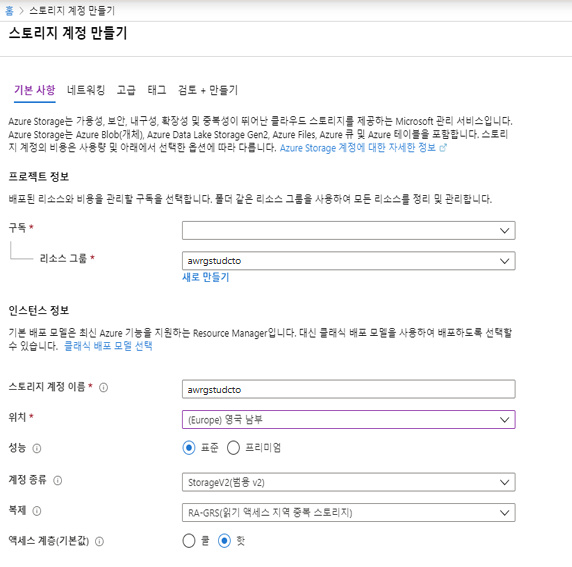 홈 > 스토리지 계정 만들기
스토리지 계정 만들기
기본 사항 네트워킹 고급 태그 검토 + 만들기
Azure Storage는 가용성, 보안, 내구성, 확장성 및 중복성이 뛰어난 클라우드 스토리지를 제공하는 Microsoft 관리 서비스입니다.
Azure Storage는 Azure Blob(개체), Azure Data Lake Storage Gen2, Azure Files, Azure 큐 및 Azure 테이블을 포함합니다. 스토리
지 계정의 비용은 사용량 및 아래에서 선택한 옵션에 따라 다릅니다. Azure Storage 계정에 대한 자세한 정보
프로젝트 정보
배포된 리소스와 비용을 관리할 구독을 선택합니다. 폴더 같은 리소스 그룹을 사용하여 모든 리소스를 정리 및 관리합니다.
구독 *
리소스 그룹 * awrgstudcto
새로 만들기
인스턴스 정보
기본 배포 모델은 최신 Azure 기능을 지원하는 Resource Manager입니다. 대신 클래식 배포 모델을 사용하여 배포하도록 선택할
수 있습니다. 클래식 배포 모델 선택
스토리지 계정 이름 * awrgstudcto
위치 * (Europe) 영국 남부
성능 표준 프리미엄
계정 종류 StorageV2(범용 v2)
복제 RA-GRS(읽기 액세스 지역 중복 스토리지)
액세스 계층(기본값) 쿨 핫